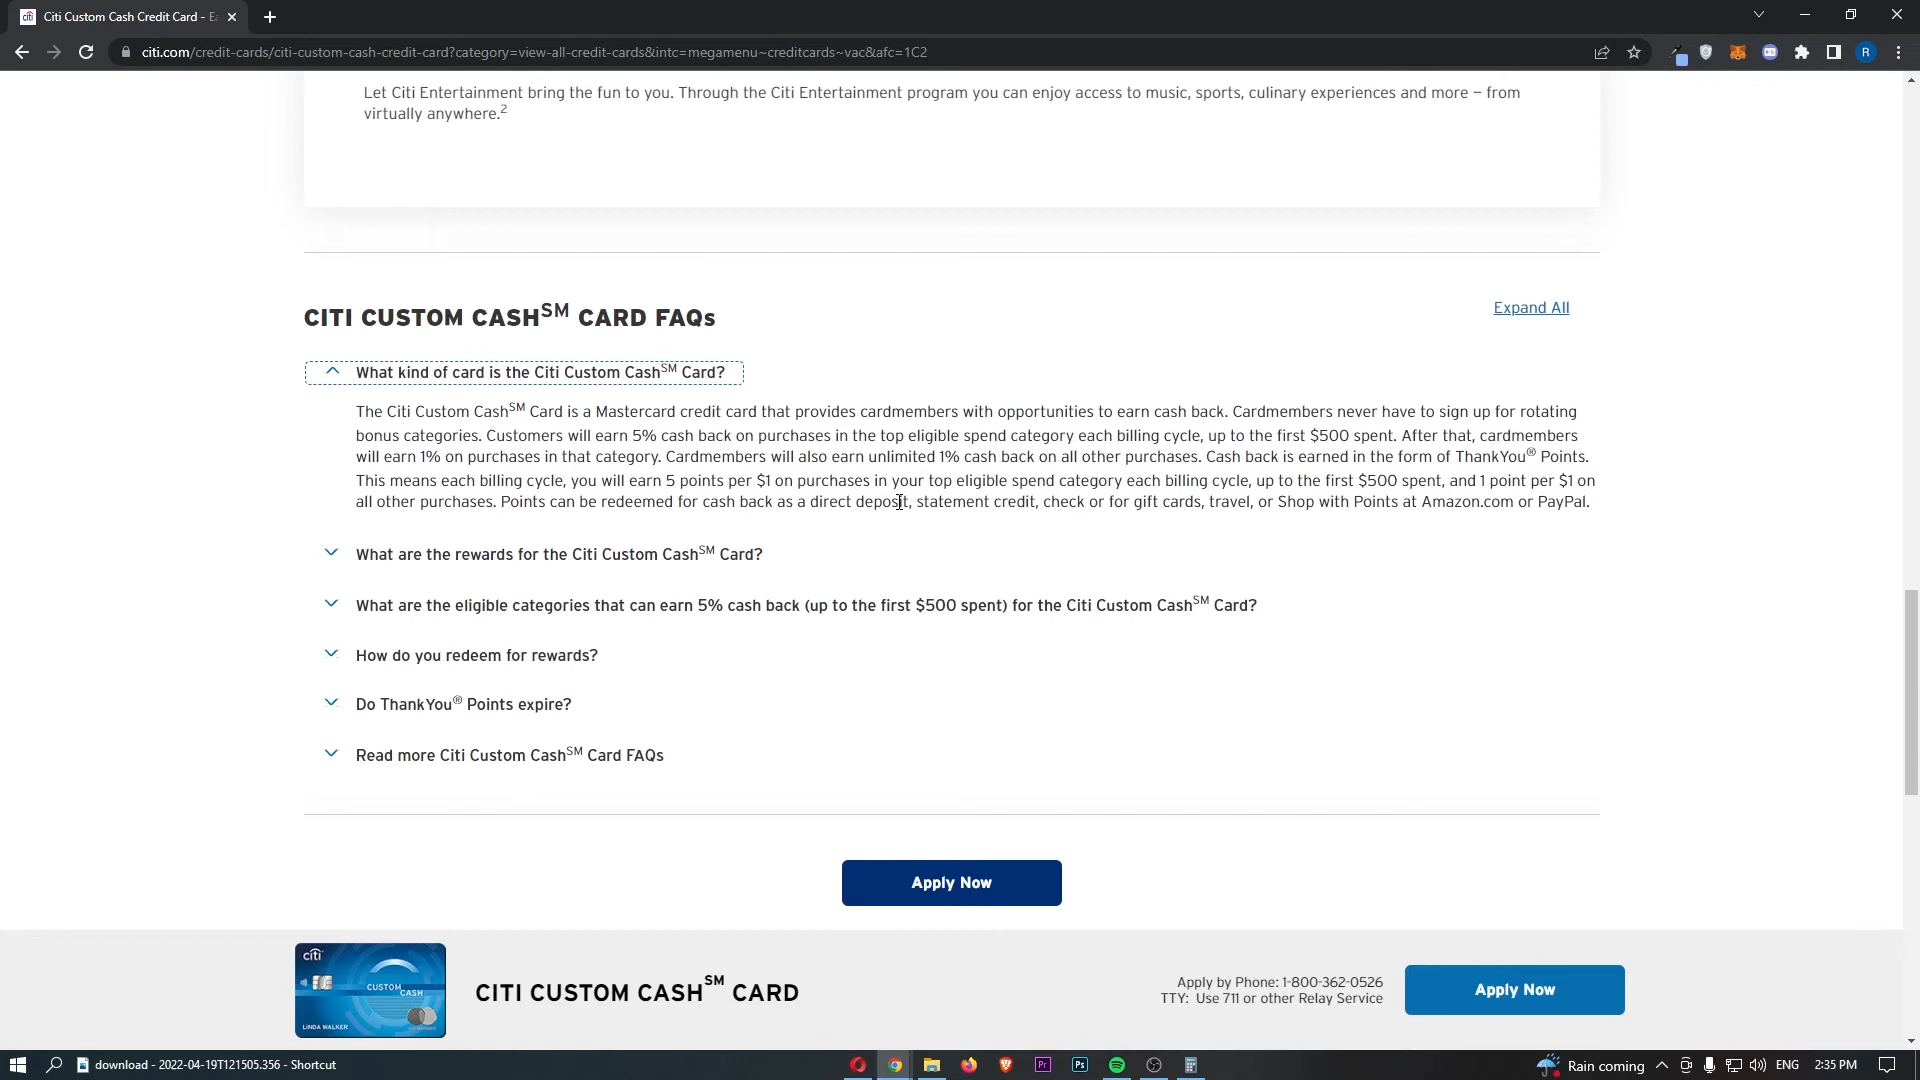 Citi Custom Cash Credit Card - Ea
citi.com/credit-cards/citi-custom-cash-credit-card?category=view-all-credit-cards&intc=megamenu~creditcards~vac&afc=1C2
R
Let Citi Entertainment bring the fun to you. Through the Citi Entertainment program you can enjoy access to music, sports, culinary experiences and more – from
virtually anywhere.2
CITI CUSTOM CASHSM CARD FAQs
Expand All
What kind of card is the Citi Custom CashSM Card?
The Citi Custom CashSM Card is a Mastercard credit card that provides cardmembers with opportunities to earn cash back. Cardmembers never have to sign up for rotating
bonus categories. Customers will earn 5% cash back on purchases in the top eligible spend category each billing cycle, up to the first $500 spent. After that, cardmembers
will earn 1% on purchases in that category. Cardmembers will also earn unlimited 1% cash back on all other purchases. Cash back is earned in the form of ThankYou® Points.
This means each billing cycle, you will earn 5 points per $1 on purchases in your top eligible spend category each billing cycle, up to the first $500 spent, and 1 point per $1 on
all other purchases. Points can be redeemed for cash back as a direct deposit, statement credit, check or for gift cards, travel, or Shop with Points at Amazon.com or PayPal.
What are the rewards for the Citi Custom CashSM Card?
What are the eligible categories that can earn 5% cash back (up to the first $500 spent) for the Citi Custom CashSM Card?
How do you redeem for rewards?
Do ThankYou® Points expire?
Read more Citi Custom CashSM Card FAQs
Apply Now
citi
CUSTOM CASH
LINDA WALKER
CITI CUSTOM CASHSM CARD
Apply by Phone: 1-800-362-0526
TTY: Use 711 or other Relay Service
Apply Now
download - 2022-04-19T121505.356 - Shortcut
Pr
Ps
Rain coming
ENG
2:35 PM